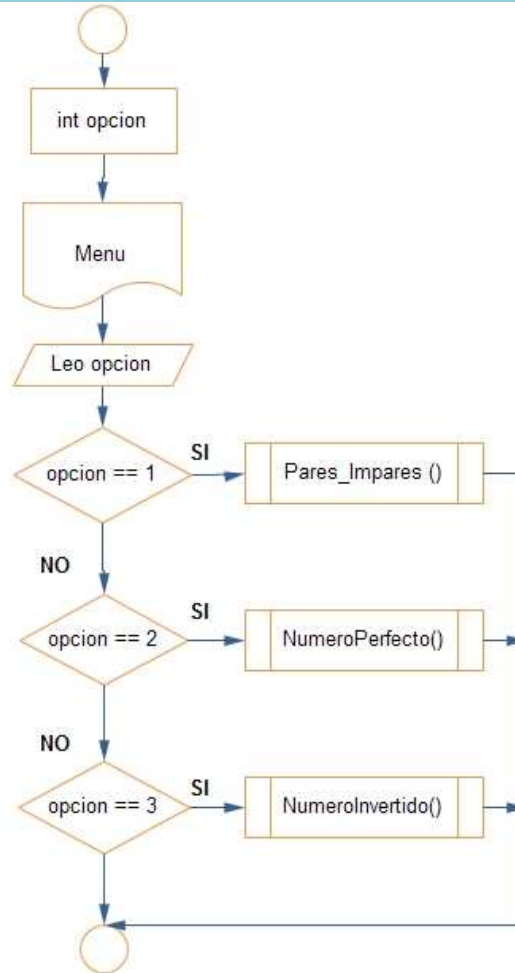 int opcion
Menu
Leo opcion
opcion == 1
SI
Pares_Impares ()
NO
opcion == 2
SI
NumeroPerfecto()
NO
opcion == 3
SI
NumeroInvertido()